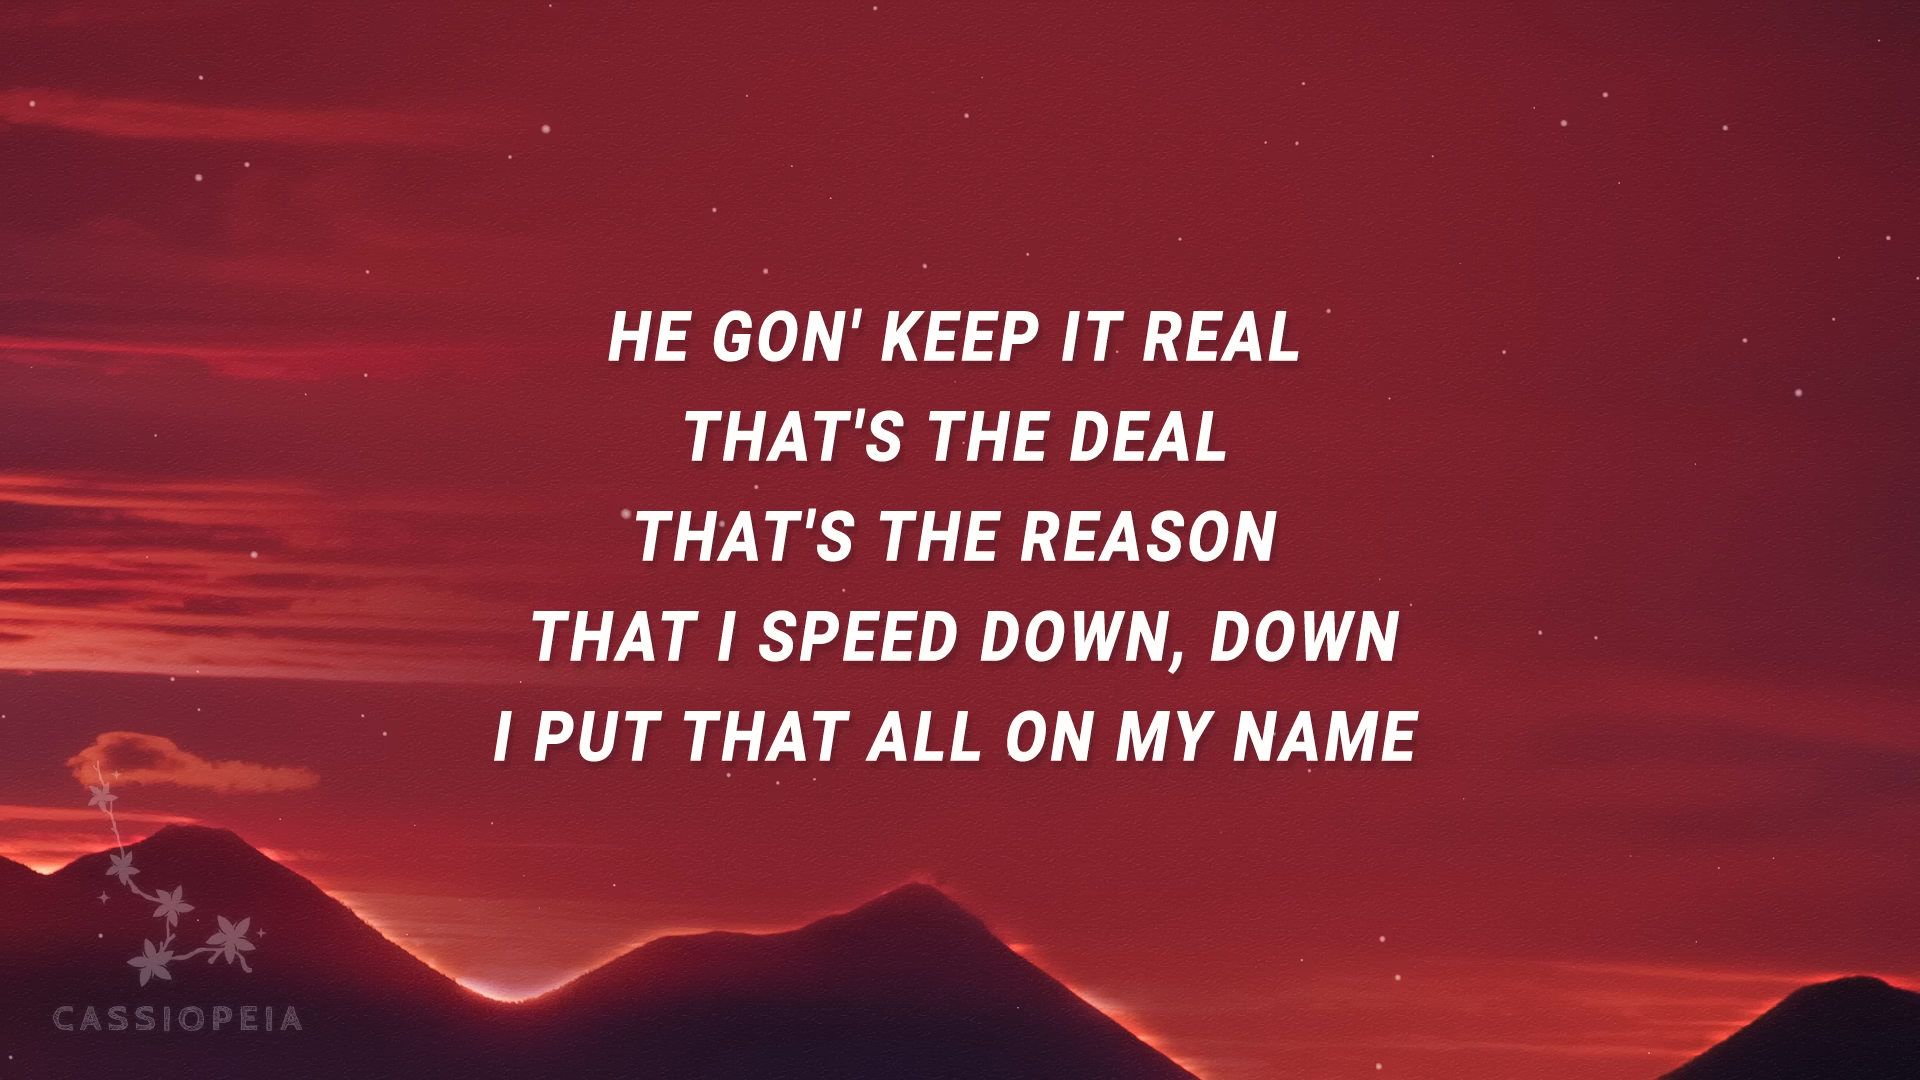 HE GON' KEEP IT REAL
THAT'S THE DEAL
THAT'S THE REASON
THAT I SPEED DOWN, DOWN
I PUT THAT ALL ON MY NAME
CASSIOPEIA